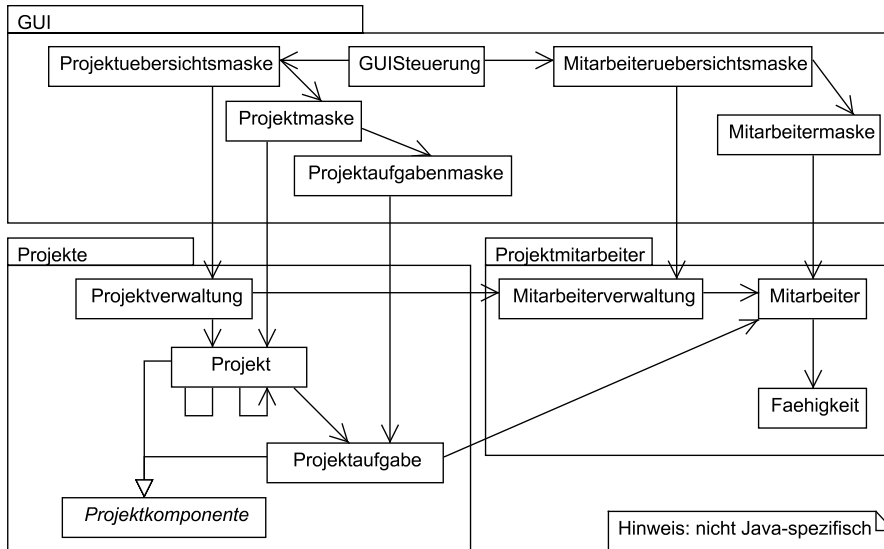 GUI
Projektuebersichtsmaske
GUISteuerung
Mitarbeiteruebersichtsmaske
Projektmaske
Mitarbeitermaske
Projektaufgabenmaske
Projekte
Projektmitarbeiter
Projektverwaltung
Mitarbeiterverwaltung
Mitarbeiter
Projekt
Faehigkeit
Projektaufgabe
Projektkomponente
Hinweis: nicht Java-spezifisch